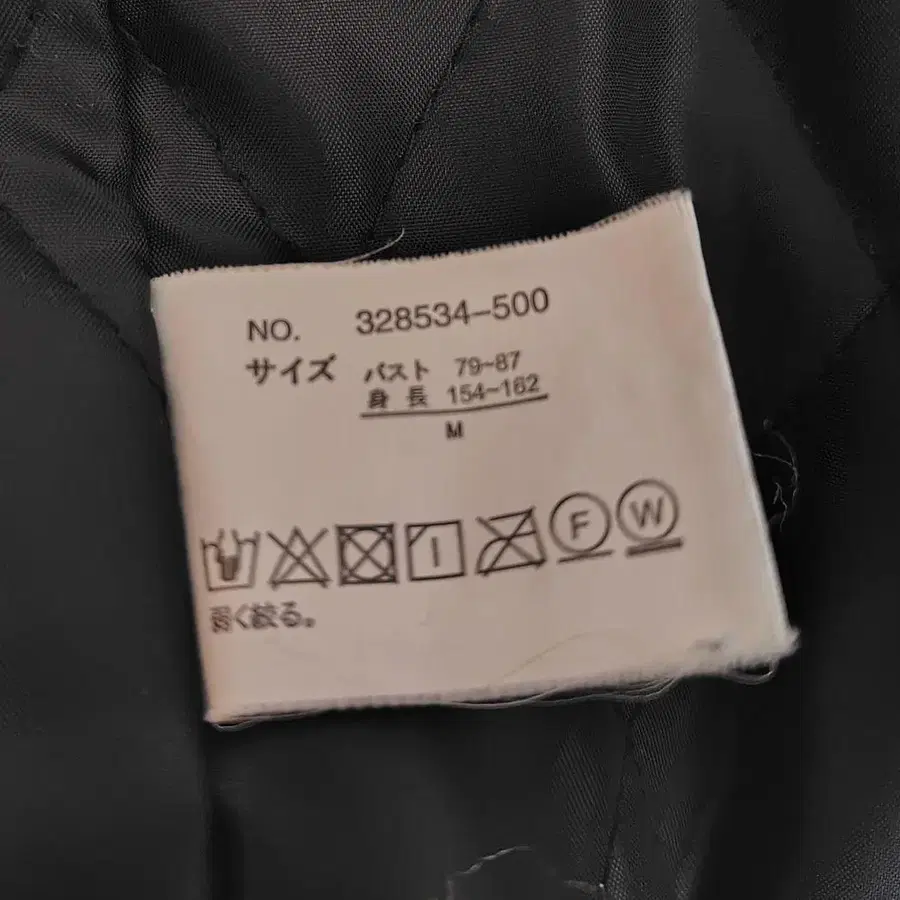 NO. 328534-500
サイズ バスト 79~87
身長 154~162
M
F W
弱く絞る。